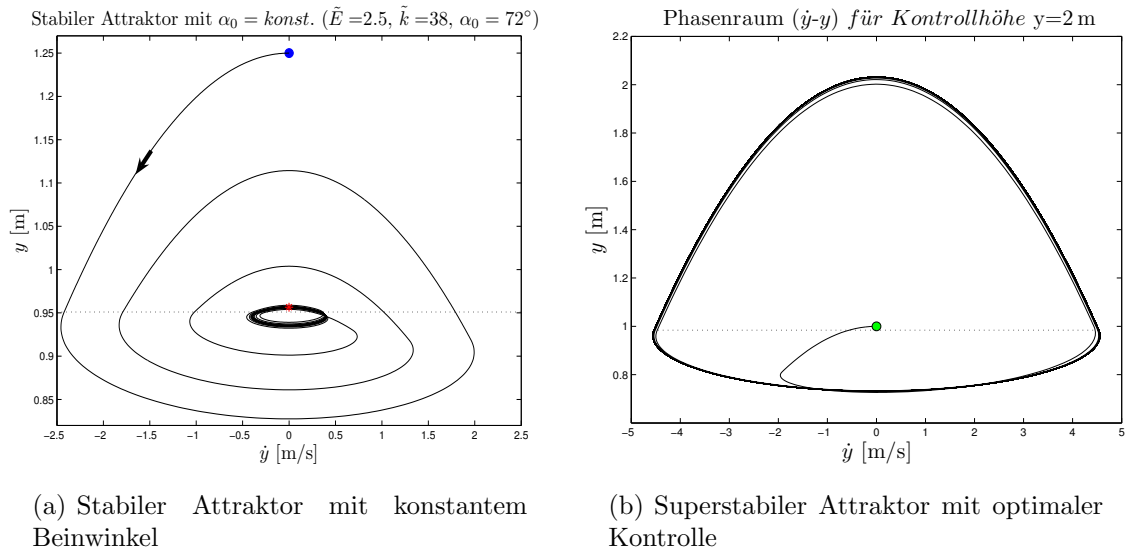 Stabiler Attraktor mit α₀ = konst. (Ẽ =2.5, k̃ =38, α₀ = 72°)
1.25
1.2
1.15
1.1
1.05
1
0.95
0.9
0.85
y [m]
−2.5 −2 −1.5 −1 −0.5 0 0.5 1 1.5 2 2.5
ẏ [m/s]
(a) Stabiler Attraktor mit konstantem
Beinwinkel
Phasenraum (ẏ-y) für Kontrollhöhe y=2 m
2.2
2
1.8
1.6
1.4
1.2
1
0.8
y [m]
−5 −4 −3 −2 −1 0 1 2 3 4 5
ẏ [m/s]
(b) Superstabiler Attraktor mit optimaler
Kontrolle